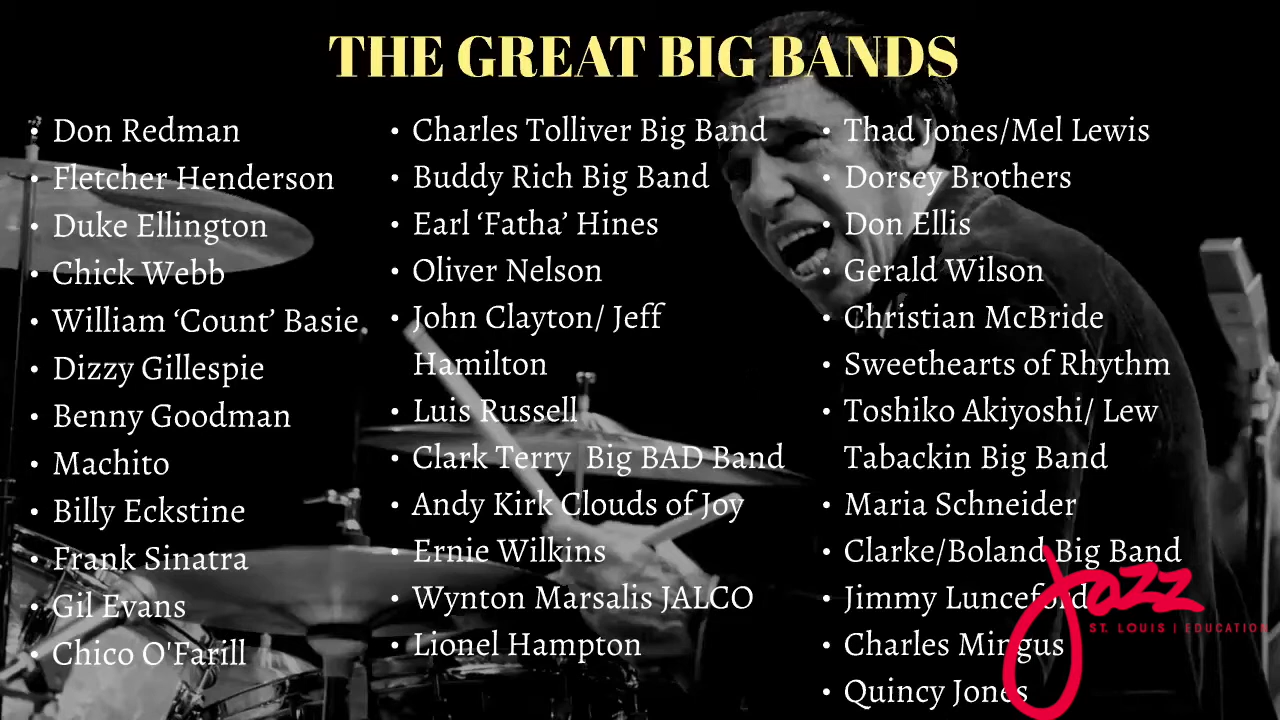 THE GREAT BIG BANDS
• Don Redman
• Fletcher Henderson
• Duke Ellington
• Chick Webb
• William ‘Count’ Basie
• Dizzy Gillespie
• Benny Goodman
• Machito
• Billy Eckstine
• Frank Sinatra
• Gil Evans
• Chico O'Farill
• Charles Tolliver Big Band
• Buddy Rich Big Band
• Earl ‘Fatha’ Hines
• Oliver Nelson
• John Clayton/ Jeff
Hamilton
• Luis Russell
• Clark Terry  Big BAD Band
• Andy Kirk Clouds of Joy
• Ernie Wilkins
• Wynton Marsalis JALCO
• Lionel Hampton
• Thad Jones/Mel Lewis
• Dorsey Brothers
• Don Ellis
• Gerald Wilson
• Christian McBride
• Sweethearts of Rhythm
• Toshiko Akiyoshi/ Lew
Tabackin Big Band
• Maria Schneider
• Clarke/Boland Big Band
• Jimmy Lunceford
• Charles Mingus
• Quincy Jones
Jazz
ST. LOUIS | EDUCATION